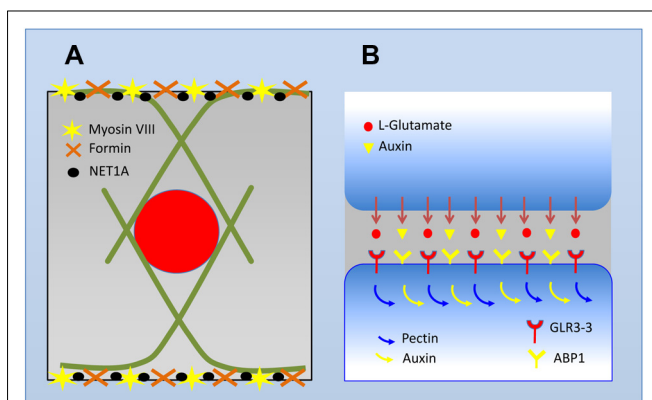 A
Myosin VIII
Formin
NET1A
B
L-Glutamate
Auxin
Pectin
Auxin
GLR3-3
ABP1